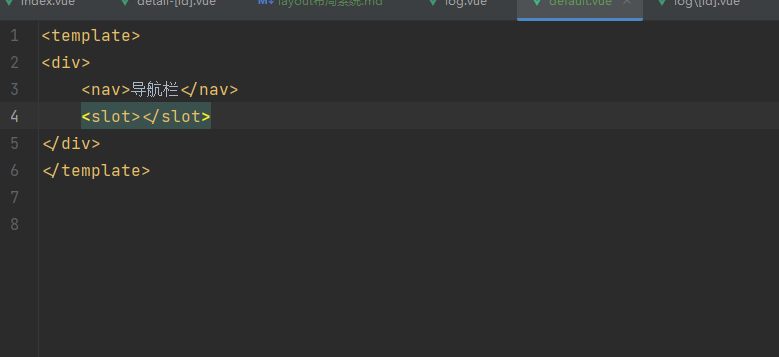 index.vue detail-[id].vue layout布局系统.md log.vue default.vue log\[id].vue
1 <template>
2 <div>
3 <nav>导航栏</nav>
4 <slot></slot>
5 </div>
6 </template>
7
8